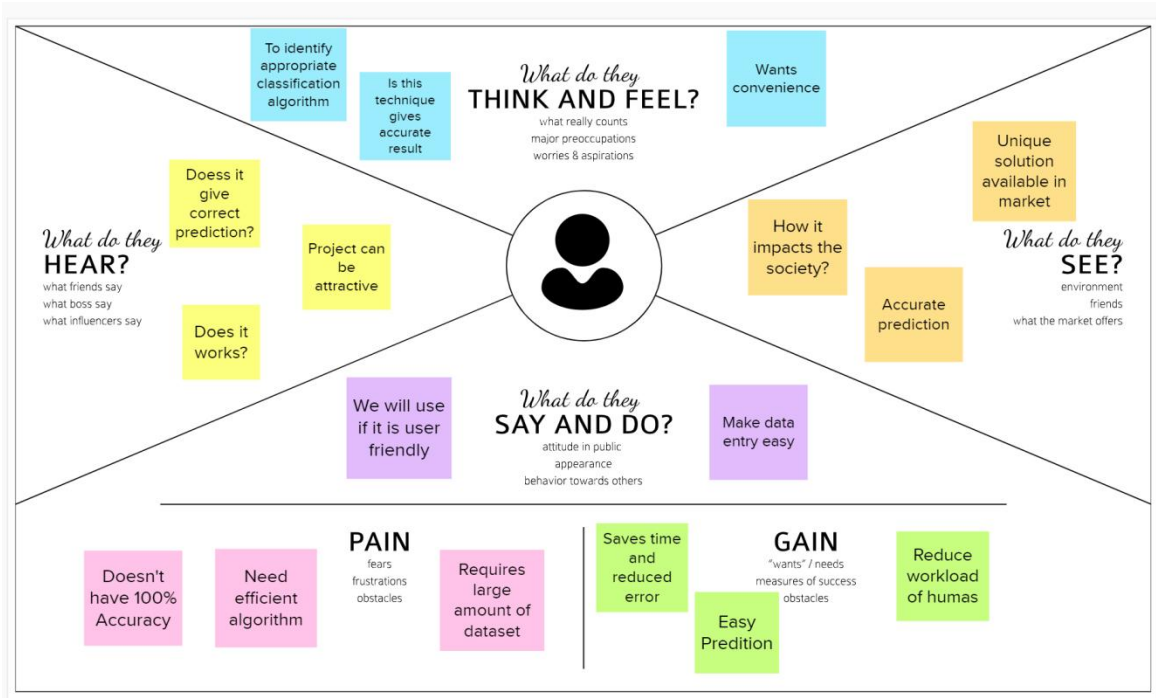 To identify
appropriate
classification
algorithm
Is this
technique
gives
accurate
result
What do they
THINK AND FEEL?
what really counts
major preoccupations
worries & aspirations
Wants
convenience
What do they
HEAR?
what friends say
what boss say
what influencers say
Doess it
give
correct
prediction?
Project can
be
attractive
Does it
works?
How it
impacts the
society?
Unique
solution
available in
market
Accurate
prediction
What do they
SEE?
environment
friends
what the market offers
We will use
if it is user
friendly
What do they
SAY AND DO?
attitude in public
appearance
behavior towards others
Make data
entry easy
PAIN
fears
frustrations
obstacles
Doesn't
have 100%
Accuracy
Need
efficient
algorithm
Requires
large
amount of
dataset
Saves time
and
reduced
error
GAIN
"wants" / needs
measures of success
obstacles
Easy
Predition
Reduce
workload
of humas